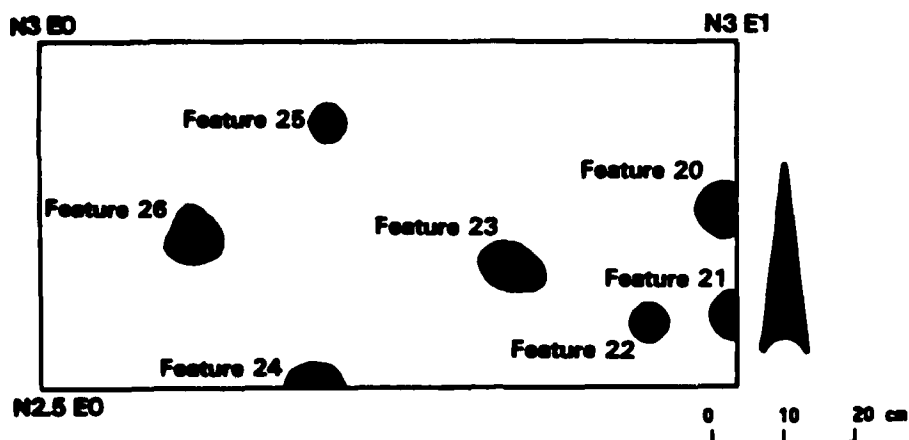 N3 E0
N3 E1
Feature 25
Feature 20
Feature 26
Feature 23
Feature 21
Feature 22
Feature 24
N2.5 E0
0 10 20 cm